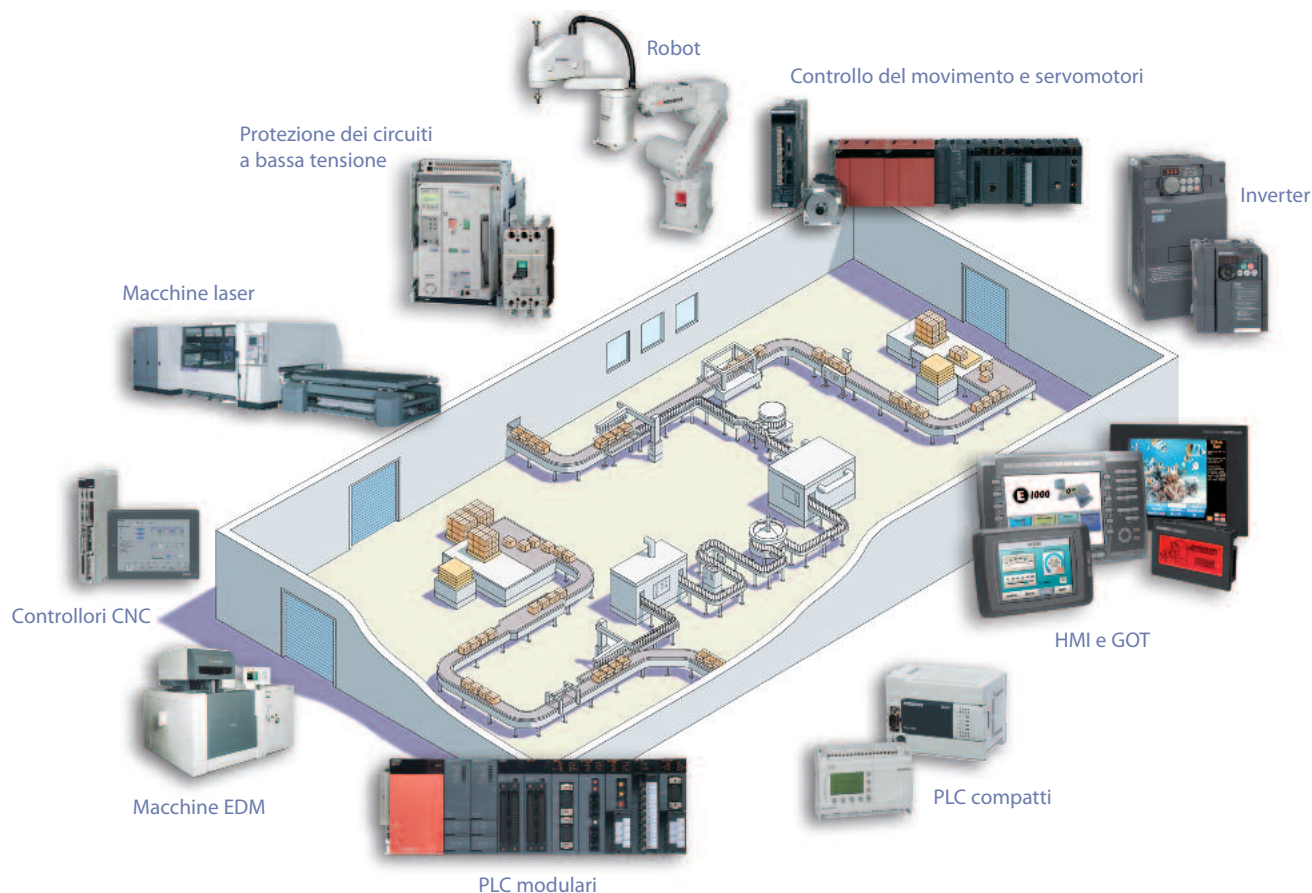 Robot
Controllo del movimento e servomotori
Protezione dei circuiti
a bassa tensione
Inverter
Macchine laser
E1000
Controllori CNC
HMI e GOT
Macchine EDM
PLC compatti
PLC modulari